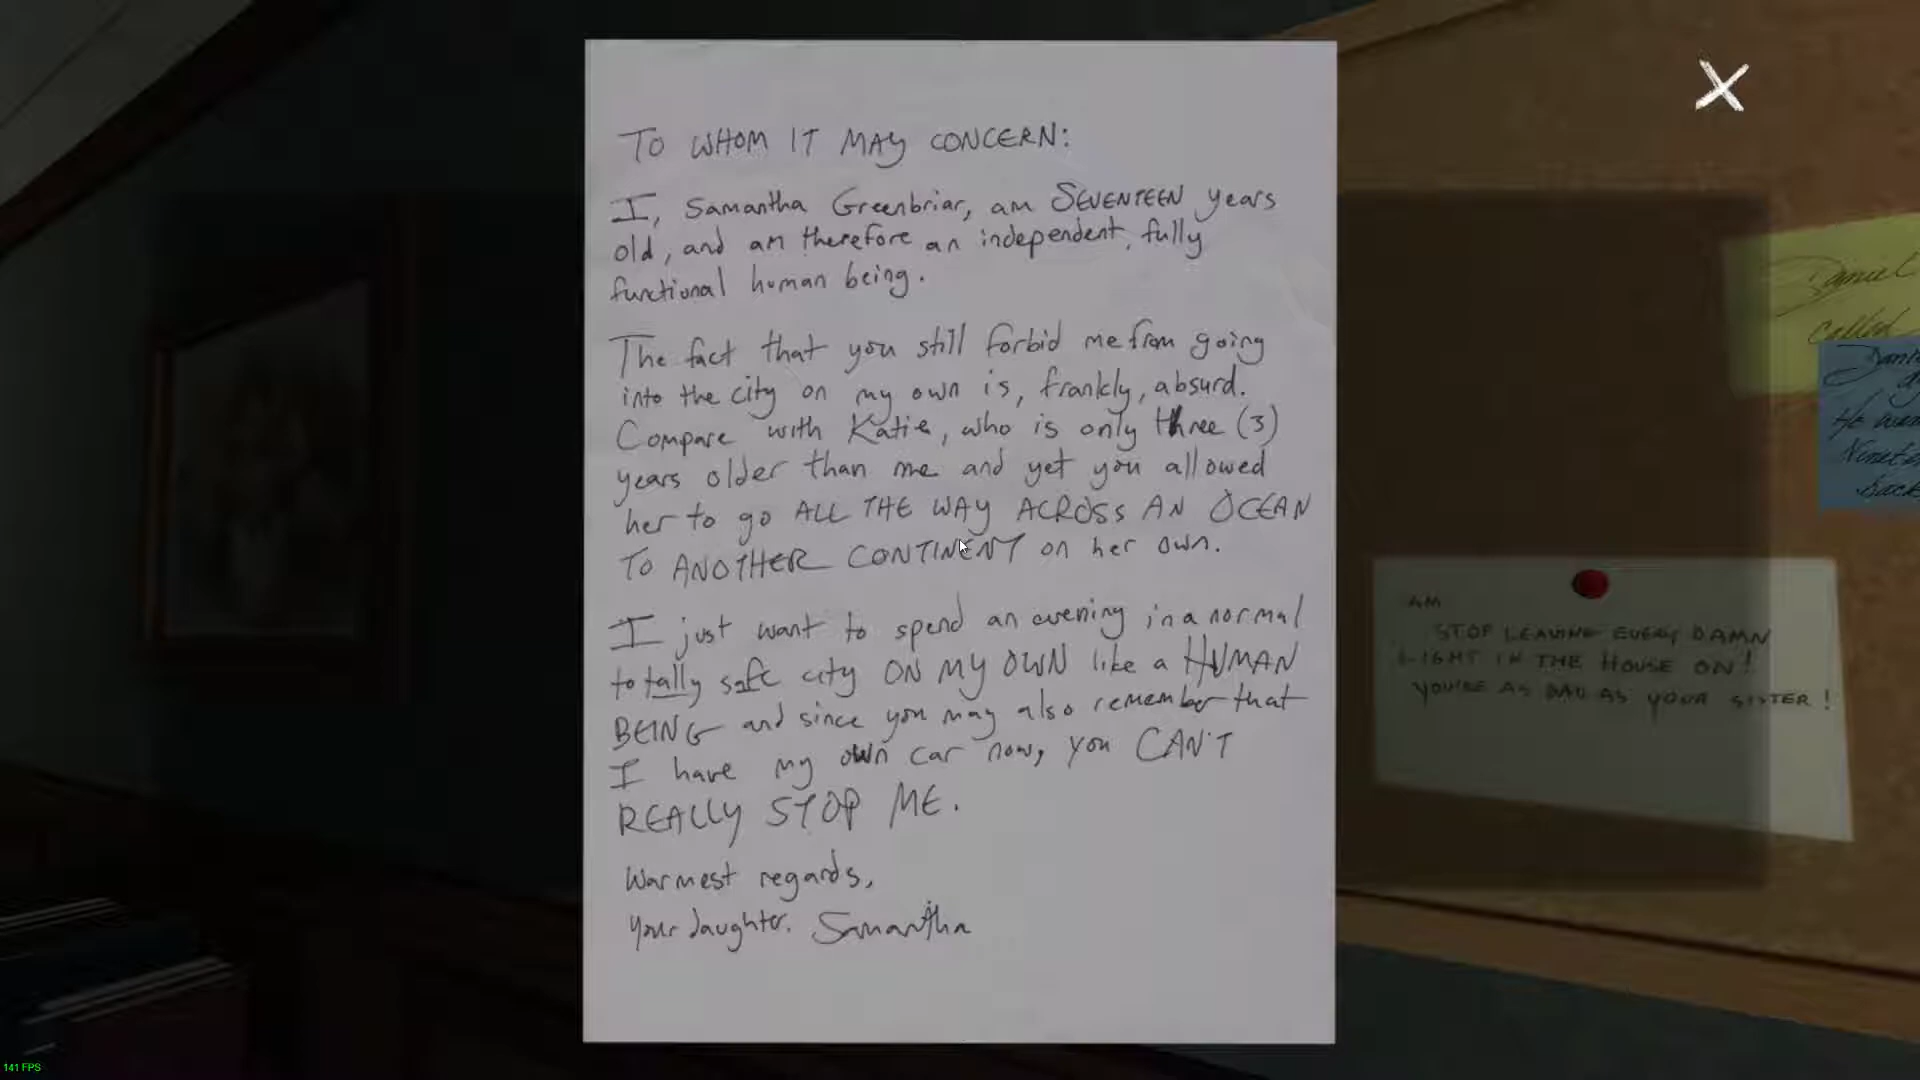 TO WHOM IT MAY CONCERN:
I, Samantha Greenbriar, am SEVENTEEN years
old, and am therefore an independent, fully
functional human being.
The fact that you still forbid me from going
into the city on my own is, frankly, absurd.
Compare with Katie, who is only three (3)
years older than me and yet you allowed
her to go ALL THE WAY ACROSS AN OCEAN
TO ANOTHER CONTINENT on her own.
I just want to spend an evening in a normal
totally safe city ON MY OWN like a HUMAN
BEING and since you may also remember that
I have my own car now, you CAN'T
REALLY STOP ME.
Warmest regards,
Your daughter. Samantha
Daniel
called
He
back
AM
STOP LEAVING EVERY DAMN
LIGHT IN THE HOUSE ON!
YOU'RE AS BAD AS YOUR SISTER!
141 FPS